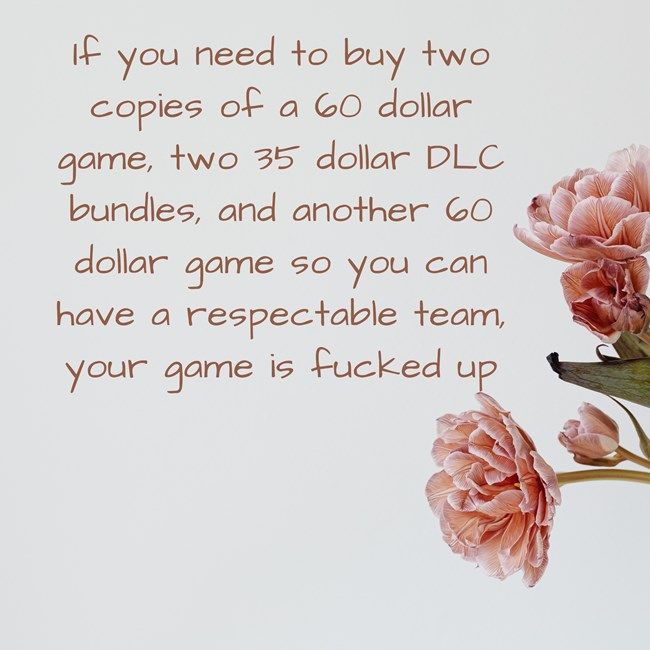 If you need to buy two
copies of a 60 dollar
game, two 35 dollar DLC
bundles, and another 60
dollar game so you can
have a respectable team,
your game is fucked up